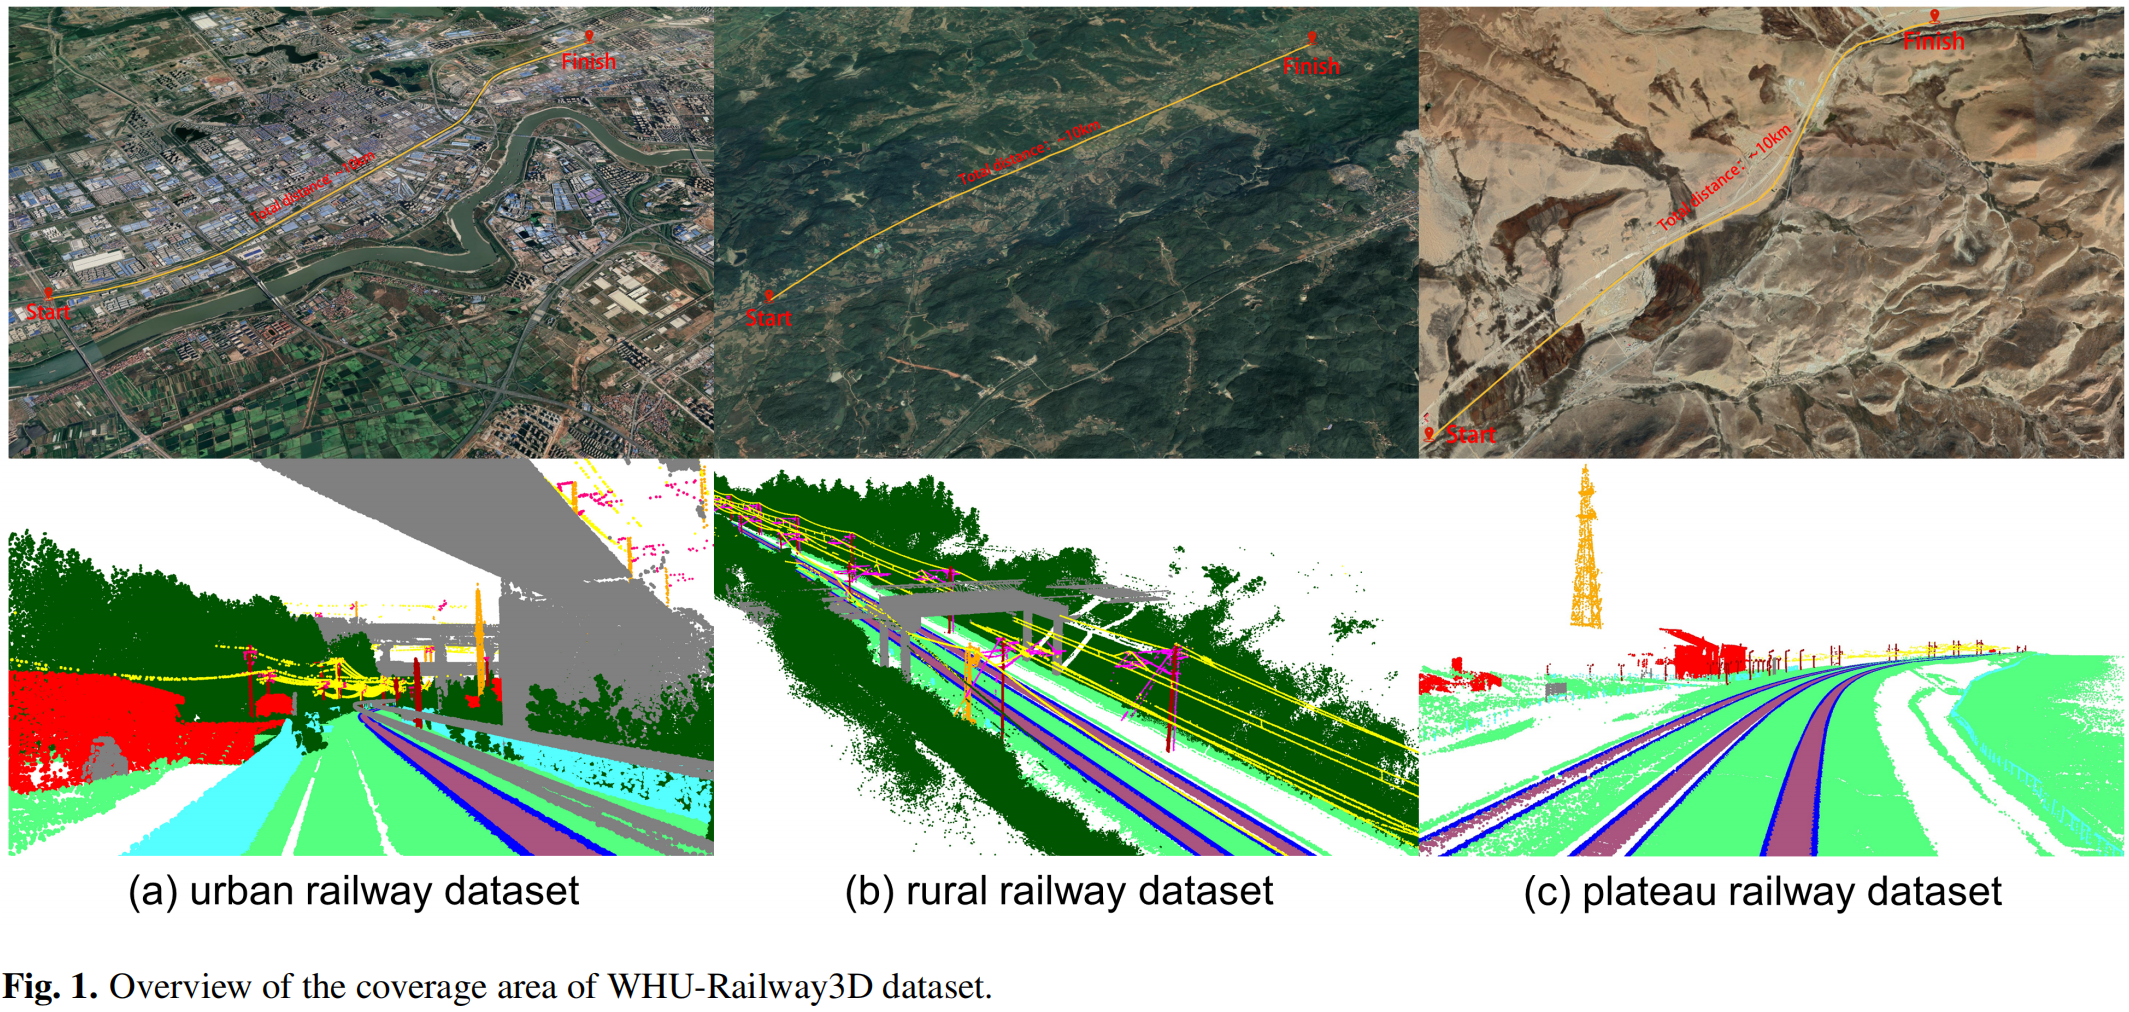 Finish
Total distance: ~10km
Start
Finish
Total distance: ~10km
Start
Finish
Total distance: ~10km
Start
(a) urban railway dataset
(b) rural railway dataset
(c) plateau railway dataset
Fig. 1. Overview of the coverage area of WHU-Railway3D dataset.